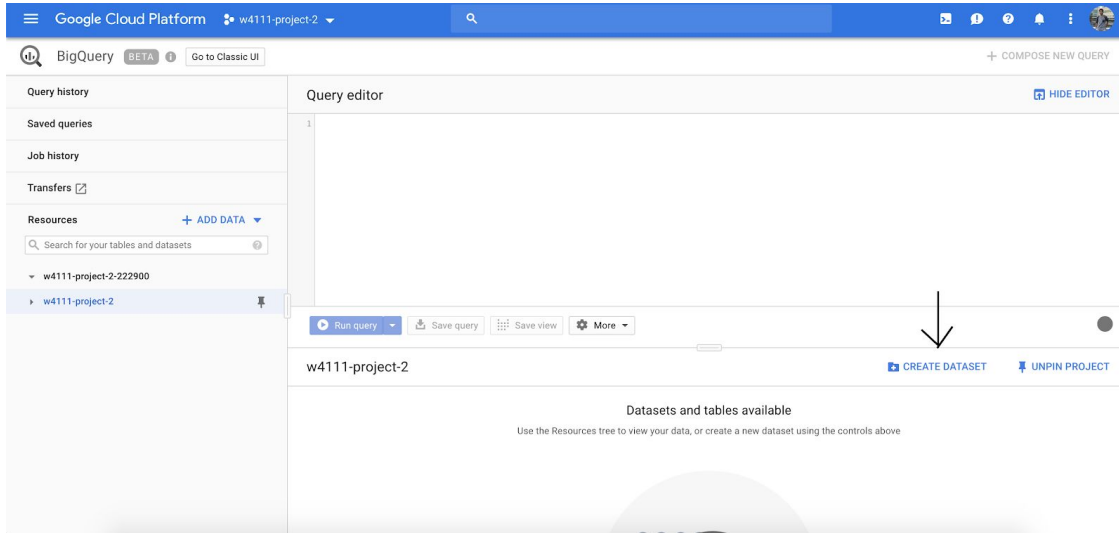 Google Cloud Platform w4111-project-2
BigQuery BETA Go to Classic UI + COMPOSE NEW QUERY
Query history
Saved queries
Job history
Transfers
Resources + ADD DATA
Search for your tables and datasets
w4111-project-2-222900
w4111-project-2
Query editor HIDE EDITOR
1
Run query Save query Save view More
w4111-project-2 CREATE DATASET UNPIN PROJECT
Datasets and tables available
Use the Resources tree to view your data, or create a new dataset using the controls above